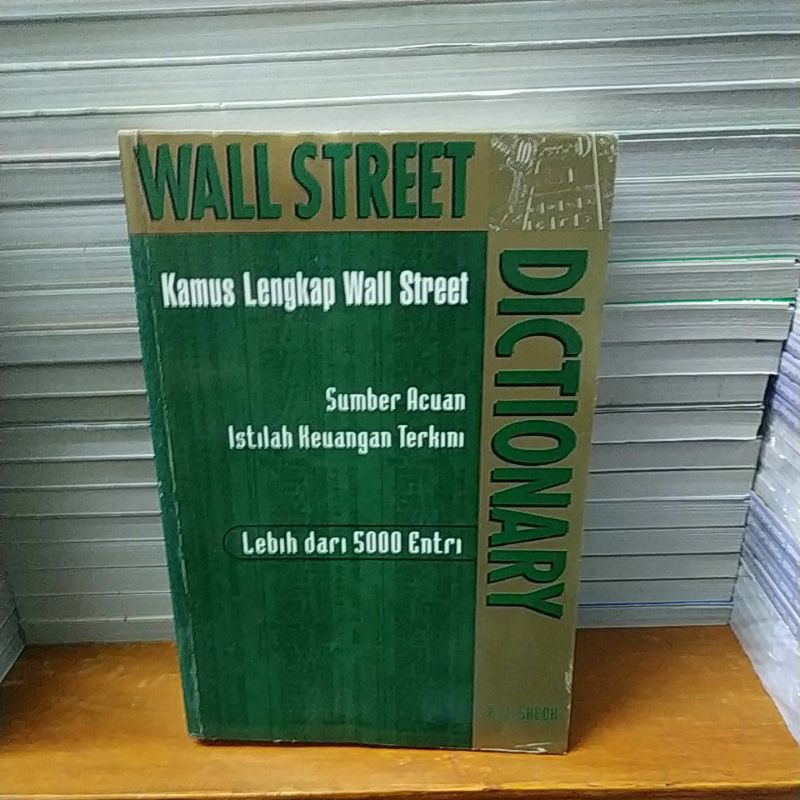 WALL STREET
DICTIONARY
Kamus Lengkap Wall Street
Sumber Acuan
Istilah Keuangan Terkini
Lebih dari 5000 Entri